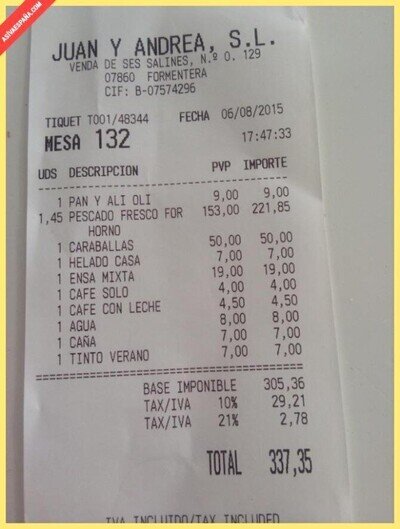 ASÍVAESPAÑA.COM
JUAN Y ANDREA, S.L.
VENDA DE SES SALINES, N.º 0. 129
07860 FORMENTERA
CIF: B-07574296
TIQUET T001/48344 FECHA 06/08/2015
MESA 132 17:47:33
UDS DESCRIPCION PVP IMPORTE
1 PAN Y ALI OLI 9,00 9,00
1,45 PESCADO FRESCO FOR 153,00 221,85
HORNO
1 CARABALLAS 50,00 50,00
1 HELADO CASA 7,00 7,00
1 ENSA MIXTA 19,00 19,00
1 CAFE SOLO 4,00 4,00
1 CAFE CON LECHE 4,50 4,50
1 AGUA 8,00 8,00
1 CAÑA 7,00 7,00
1 TINTO VERANO 7,00 7,00
BASE IMPONIBLE 305,36
TAX/IVA 10% 29,21
TAX/IVA 21% 2,78
TOTAL 337,35
IVA INCLUIDO/TAX INCLUDED